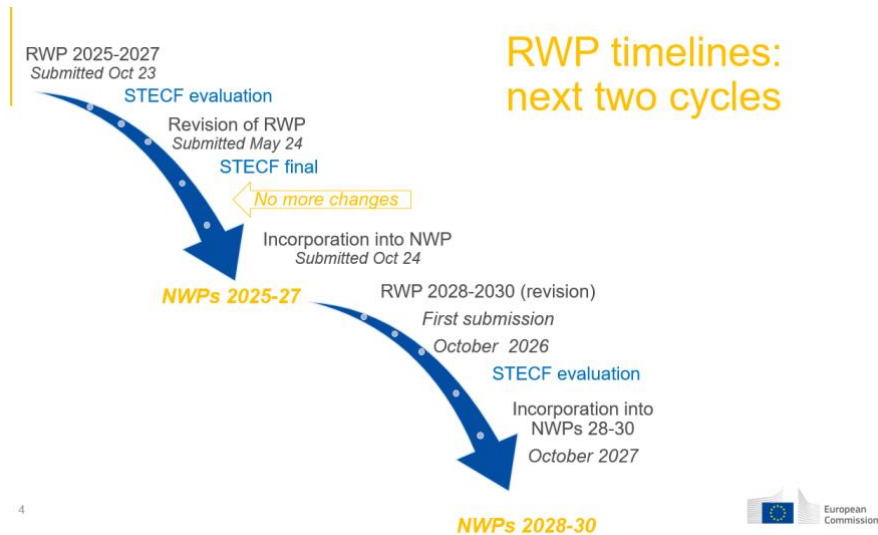 RWP timelines:
next two cycles
RWP 2025-2027
Submitted Oct 23
STECF evaluation
Revision of RWP
Submitted May 24
STECF final
No more changes
Incorporation into NWP
Submitted Oct 24
NWPs 2025-27
RWP 2028-2030 (revision)
First submission
October 2026
STECF evaluation
Incorporation into
NWPs 28-30
October 2027
NWPs 2028-30
4
European
Commission